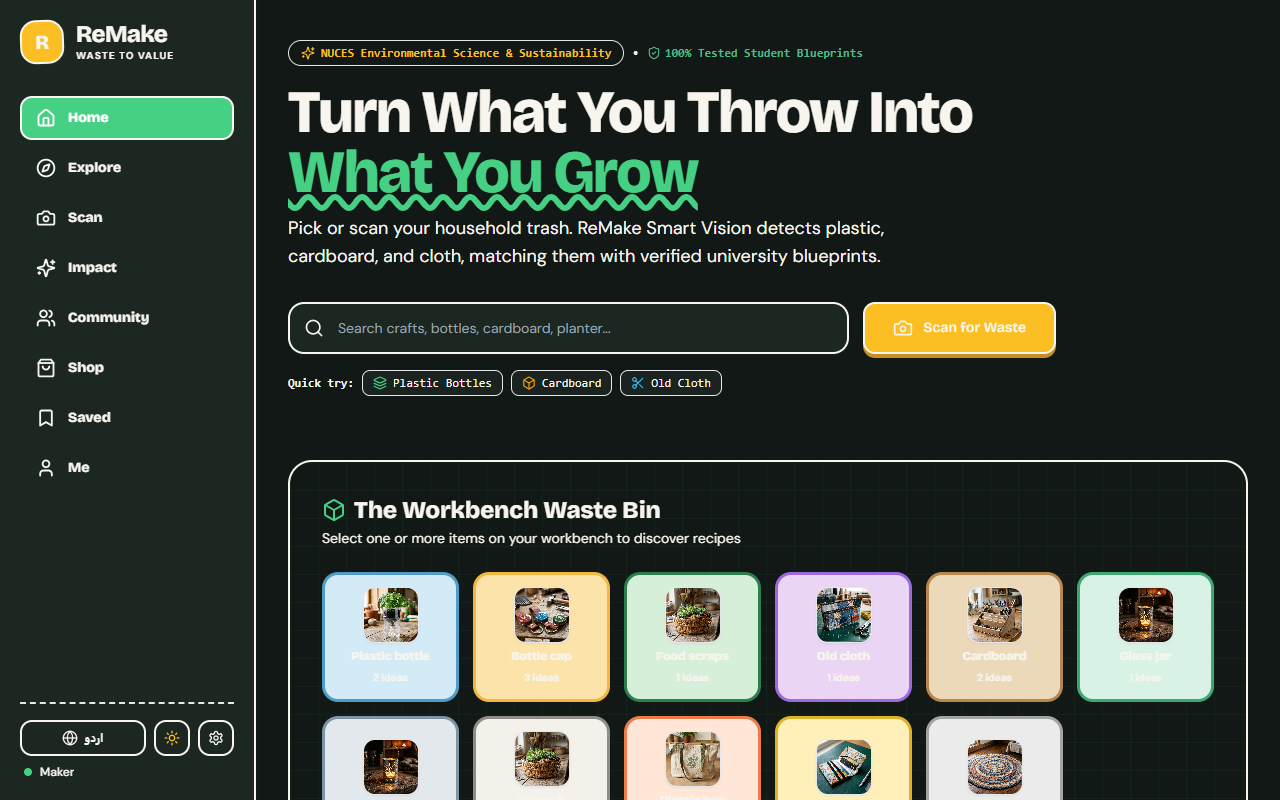 R
ReMake
WASTE TO VALUE
Home
Explore
Scan
Impact
Community
Shop
Saved
Me
اردو
Maker
NUCES Environmental Science & Sustainability • 100% Tested Student Blueprints
Turn What You Throw Into
What You Grow
Pick or scan your household trash. ReMake Smart Vision detects plastic,
cardboard, and cloth, matching them with verified university blueprints.
Search crafts, bottles, cardboard, planter...
Scan for Waste
Quick try: Plastic Bottles Cardboard Old Cloth
The Workbench Waste Bin
Select one or more items on your workbench to discover recipes
Plastic bottle
2 ideas
Bottle cap
3 ideas
Food scraps
1 ideas
Old cloth
1 ideas
Cardboard
2 ideas
Glass jar
1 ideas